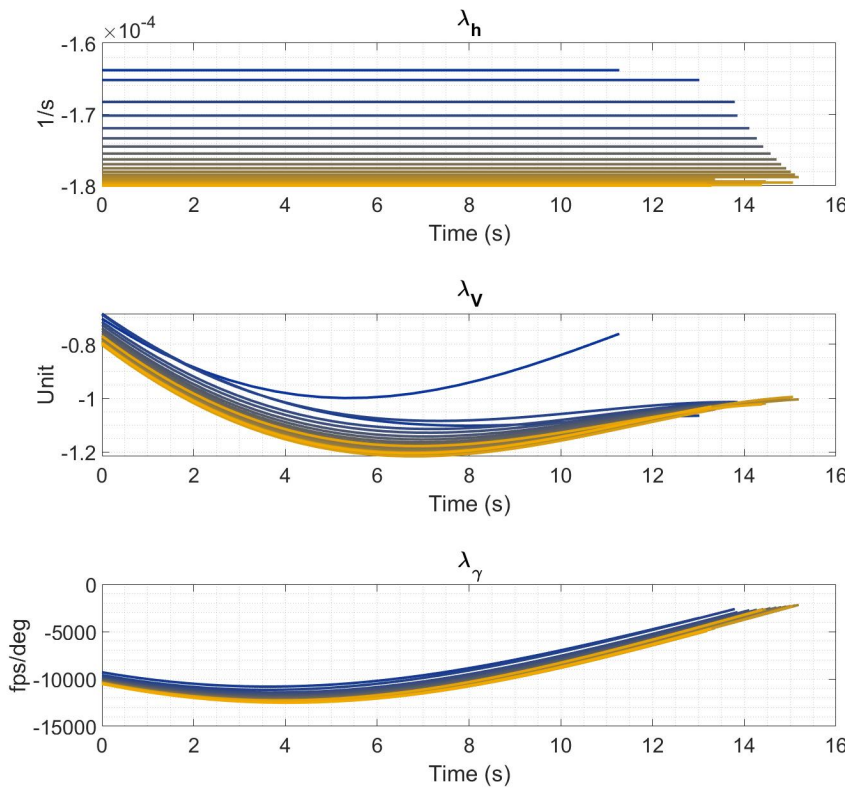 λh
×10-4
-1.6
-1.7
-1.8
1/s
0 2 4 6 8 10 12 14 16
Time (s)
λV
-0.8
-1
-1.2
Unit
0 2 4 6 8 10 12 14 16
Time (s)
λγ
0
-5000
-10000
-15000
fps/deg
0 2 4 6 8 10 12 14 16
Time (s)